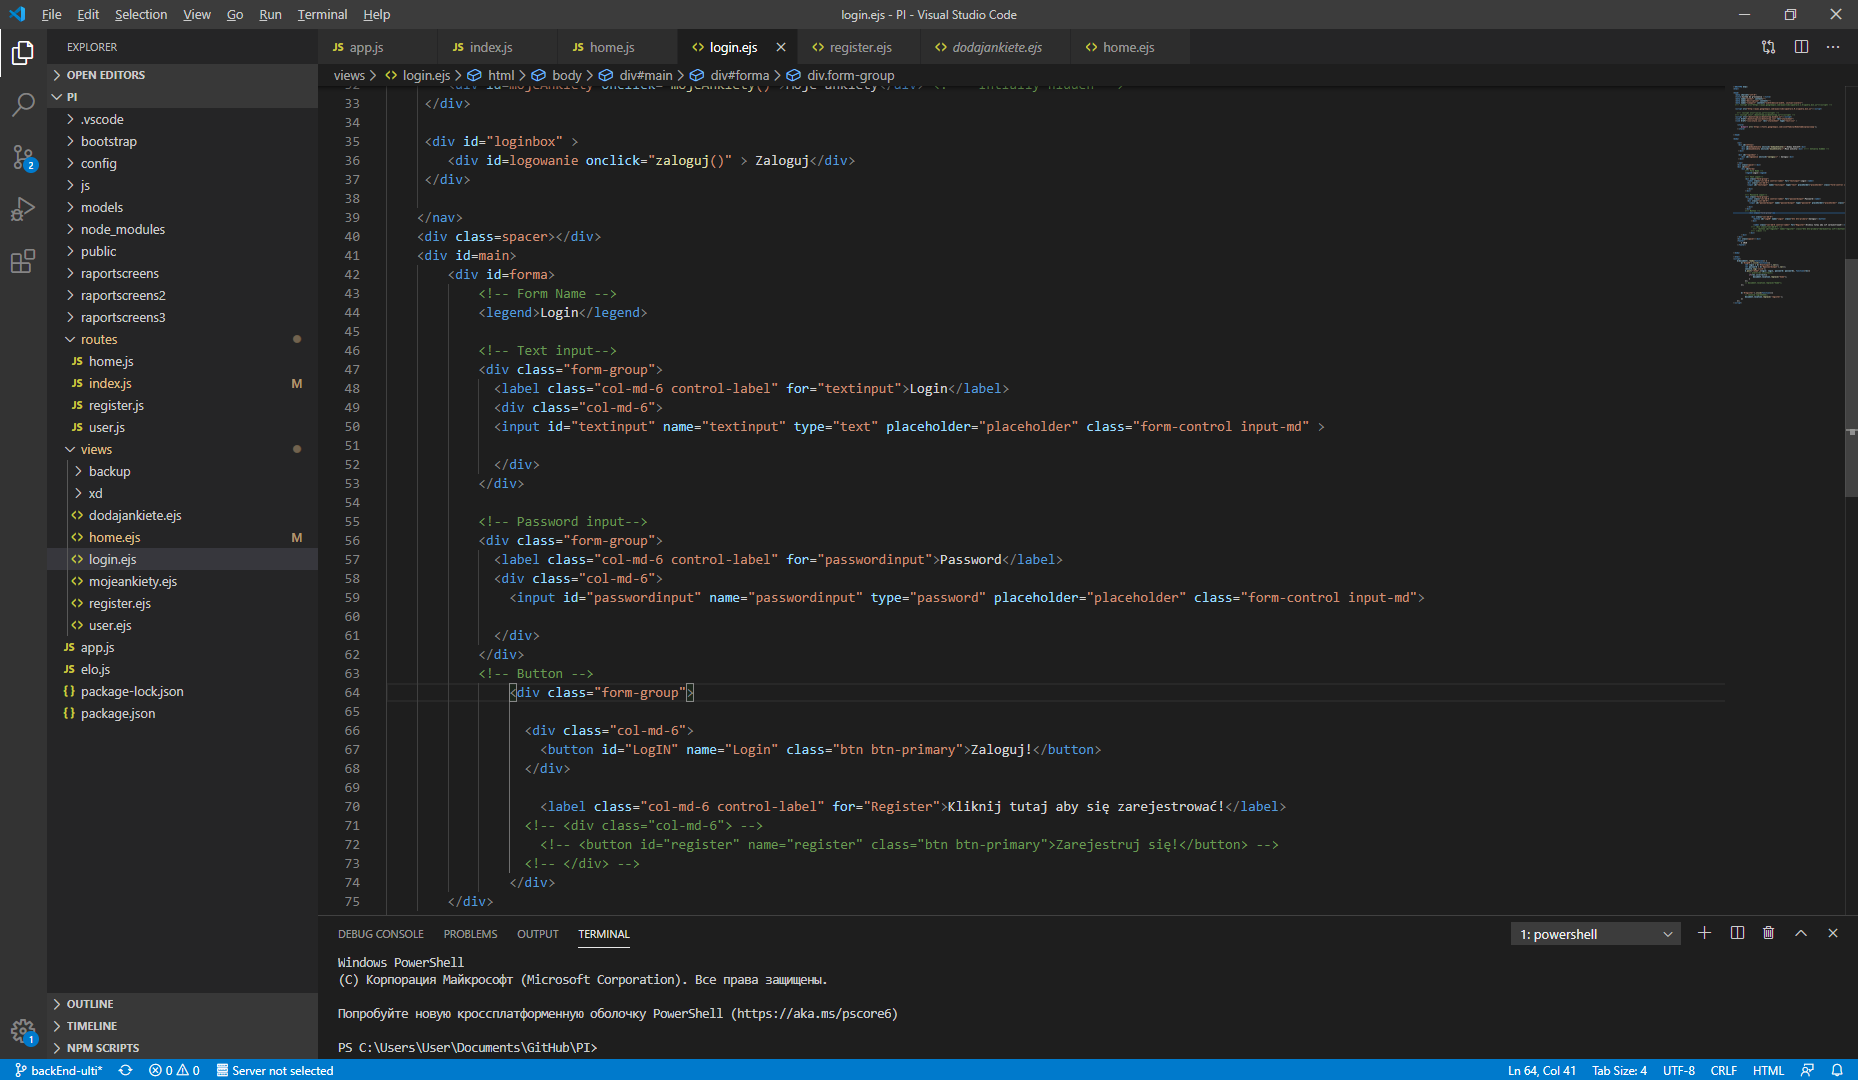 File Edit Selection View Go Run Terminal Help
login.ejs - PI - Visual Studio Code
EXPLORER
OPEN EDITORS
PI
.vscode
bootstrap
config
js
models
node_modules
public
raportscreens
raportscreens2
raportscreens3
routes
JS home.js
JS index.js M
JS register.js
JS user.js
views
backup
xd
<> dodajankiete.ejs
<> home.ejs M
<> login.ejs
<> mojeankiety.ejs
<> register.ejs
<> user.ejs
JS app.js
JS elo.js
{} package-lock.json
{} package.json
OUTLINE
TIMELINE
NPM SCRIPTS
2
1
JS app.js JS index.js JS home.js <> login.ejs <> register.ejs <> dodajankiete.ejs <> home.ejs
views > <> login.ejs > html > body > div#main > div#forma > div.form-group
32 <div id=mojeAnkiety onclick="mojeAnkiety()">Moje ankiety</div>
33 </div>
34
35 <div id="loginbox" >
36 <div id=logowanie onclick="zaloguj()" > Zaloguj</div>
37 </div>
38
39 </nav>
40 <div class=spacer></div>
41 <div id=main>
42 <div id=forma>
43 <!-- Form Name -->
44 <legend>Login</legend>
45
46 <!-- Text input-->
47 <div class="form-group">
48 <label class="col-md-6 control-label" for="textinput">Login</label>
49 <div class="col-md-6">
50 <input id="textinput" name="textinput" type="text" placeholder="placeholder" class="form-control input-md" >
51
52 </div>
53 </div>
54
55 <!-- Password input-->
56 <div class="form-group">
57 <label class="col-md-6 control-label" for="passwordinput">Password</label>
58 <div class="col-md-6">
59 <input id="passwordinput" name="passwordinput" type="password" placeholder="placeholder" class="form-control input-md">
60
61 </div>
62 </div>
63 <!-- Button -->
64 <div class="form-group">
65
66 <div class="col-md-6">
67 <button id="LogIN" name="Login" class="btn btn-primary">Zaloguj!</button>
68 </div>
69
70 <label class="col-md-6 control-label" for="Register">Kliknij tutaj aby się zarejestrować!</label>
71 <!-- <div class="col-md-6"> -->
72 <!-- <button id="register" name="register" class="btn btn-primary">Zarejestruj się!</button> -->
73 <!-- </div> -->
74 </div>
75 </div>
DEBUG CONSOLE PROBLEMS OUTPUT TERMINAL
1: powershell
Windows PowerShell
(C) Корпорация Майкрософт (Microsoft Corporation). Все права защищены.
Попробуйте новую кроссплатформенную оболочку PowerShell (https://aka.ms/pscore6)
PS C:\Users\User\Documents\GitHub\PI>
backEnd-ulti* 0 0 Server not selected
Ln 64, Col 41 Tab Size: 4 UTF-8 CRLF HTML